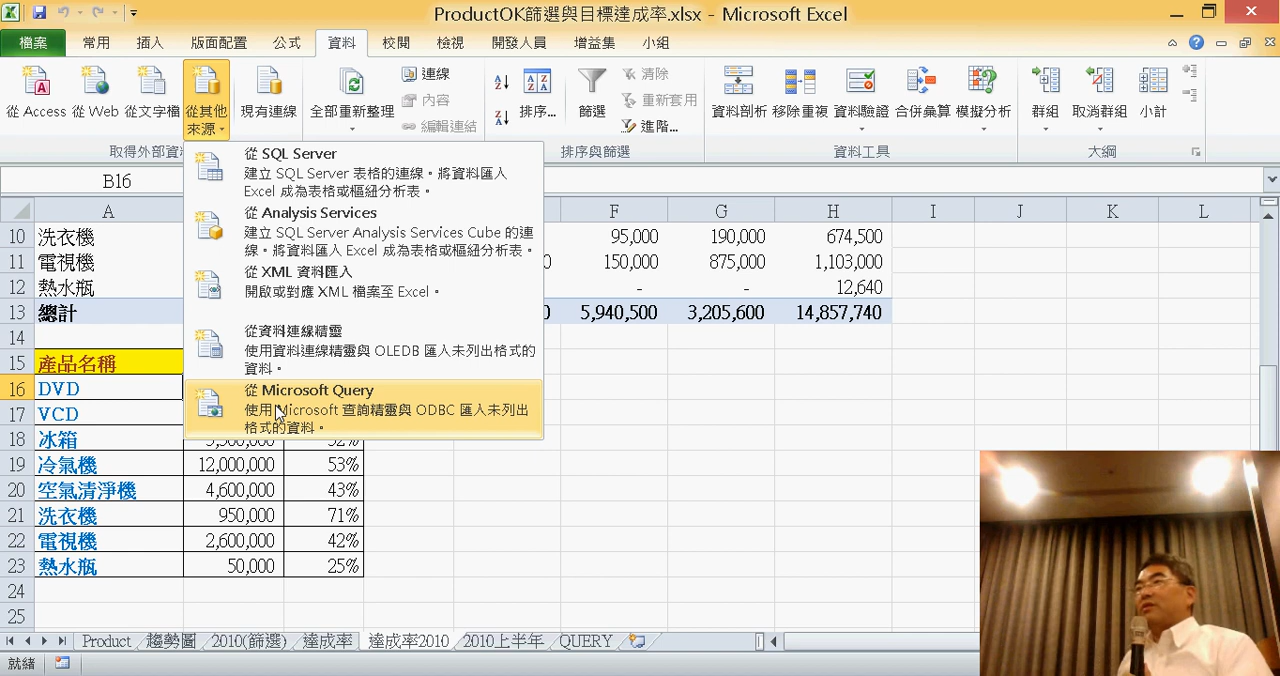 ProductOK篩選與目標達成率.xlsx - Microsoft Excel
檔案 常用 插入 版面配置 公式 資料 校閱 檢視 開發人員 增益集 小組
從 Access 從 Web 從文字檔 從其他來源 現有連線 全部重新整理 連線 內容 編輯連結 排序... 篩選 清除 重新套用 進階... 資料剖析 移除重複 資料驗證 合併彙算 模擬分析 群組 取消群組 小計
取得外部資 排序與篩選 資料工具 大綱
B16
從 SQL Server
建立 SQL Server 表格的連線。將資料匯入
Excel 成為表格或樞紐分析表。
從 Analysis Services
建立 SQL Server Analysis Services Cube 的連
線。將資料匯入 Excel 成為表格或樞紐分析表。
從 XML 資料匯入
開啟或對應 XML 檔案至 Excel。
從資料連線精靈
使用資料連線精靈與 OLEDB 匯入未列出格式的
資料。
從 Microsoft Query
使用 Microsoft 查詢精靈與 ODBC 匯入未列出
格式的資料。
A F G H I J K L
10 洗衣機 95,000 190,000 674,500
11 電視機 0 150,000 875,000 1,103,000
12 熱水瓶 - - 12,640
13 總計 0 5,940,500 3,205,600 14,857,740
14
15 產品名稱
16 DVD
17 VCD
18 冰箱
19 冷氣機 12,000,000 53%
20 空氣清淨機 4,600,000 43%
21 洗衣機 950,000 71%
22 電視機 2,600,000 42%
23 熱水瓶 50,000 25%
24
25
Product 趨勢圖 2010(篩選) 達成率 達成率2010 2010上半年 QUERY
就緒